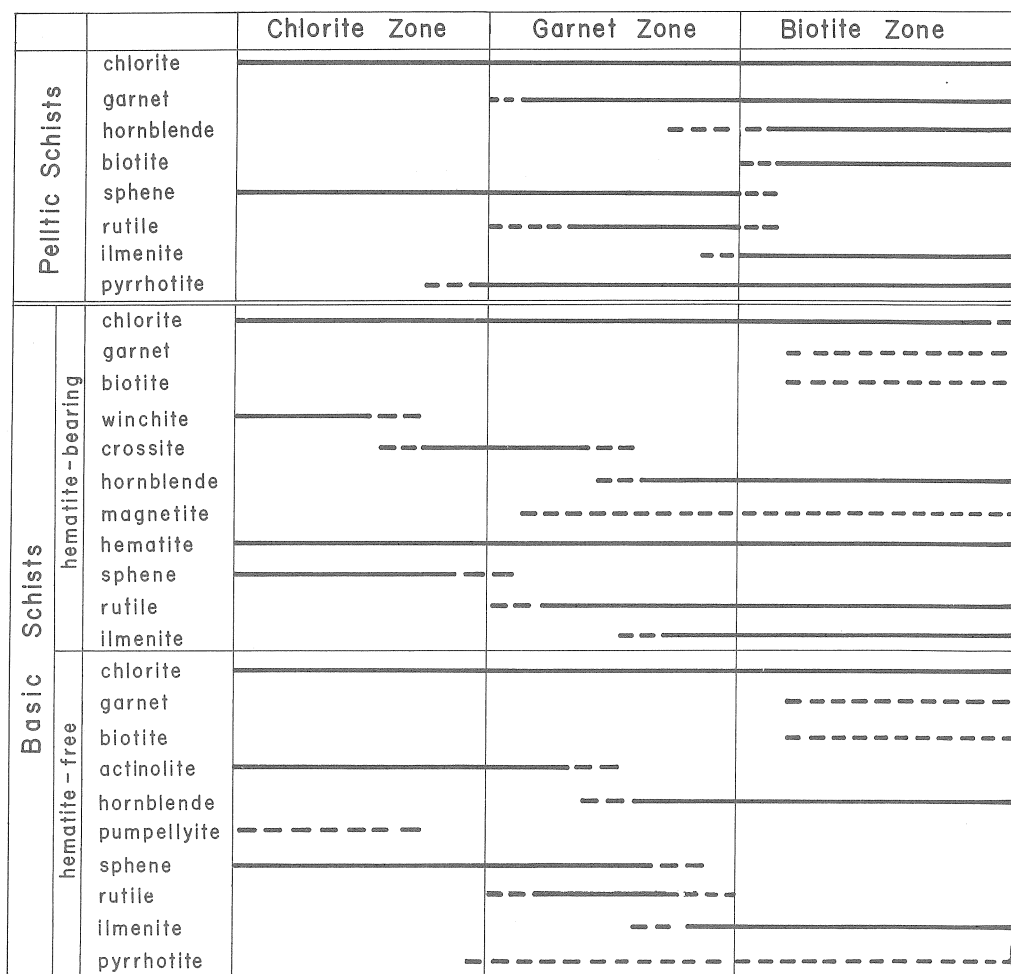 Chlorite Zone Garnet Zone Biotite Zone
Pelltic Schists
chlorite
garnet
hornblende
biotite
sphene
rutile
ilmenite
pyrrhotite
Basic Schists
hematite-bearing
chlorite
garnet
biotite
winchite
crossite
hornblende
magnetite
hematite
sphene
rutile
ilmenite
hematite-free
chlorite
garnet
biotite
actinolite
hornblende
pumpellyite
sphene
rutile
ilmenite
pyrrhotite